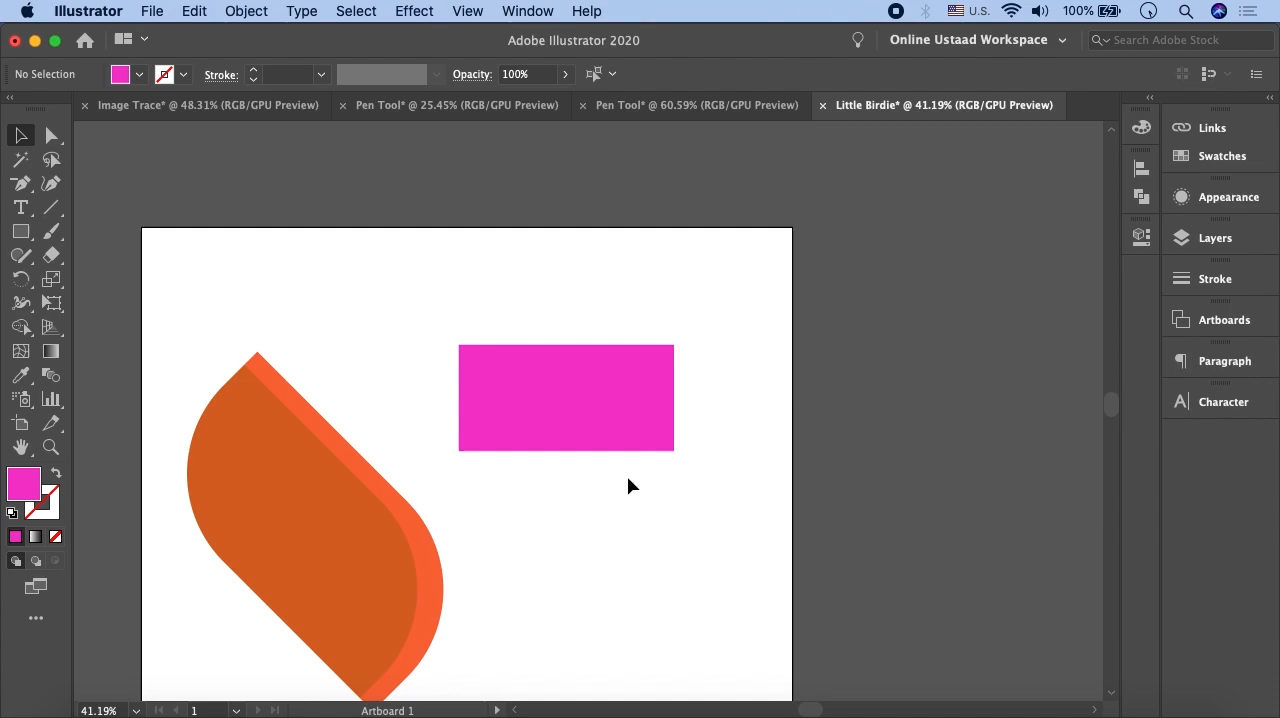 Illustrator File Edit Object Type Select Effect View Window Help U.S. 100%
Adobe Illustrator 2020 Online Ustaad Workspace Search Adobe Stock
No Selection Stroke: Opacity: 100%
Image Trace* @ 48.31% (RGB/GPU Preview) Pen Tool* @ 25.45% (RGB/GPU Preview) Pen Tool* @ 60.59% (RGB/GPU Preview) Little Birdie* @ 41.19% (RGB/GPU Preview)
Links
Swatches
Appearance
Layers
Stroke
Artboards
Paragraph
Character
41.19% 1 Artboard 1